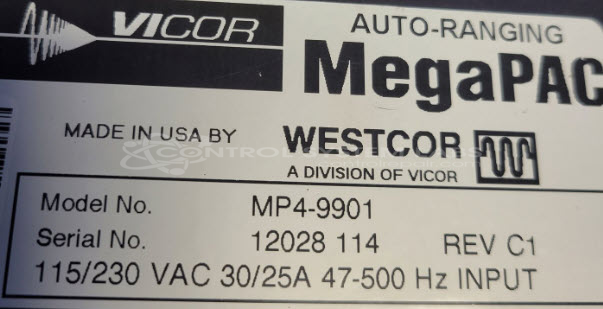 VICOR
AUTO-RANGING
MegaPAC
MADE IN USA BY WESTCOR
A DIVISION OF VICOR
Model No. MP4-9901
Serial No. 12028 114 REV C1
115/230 VAC 30/25A 47-500 Hz INPUT